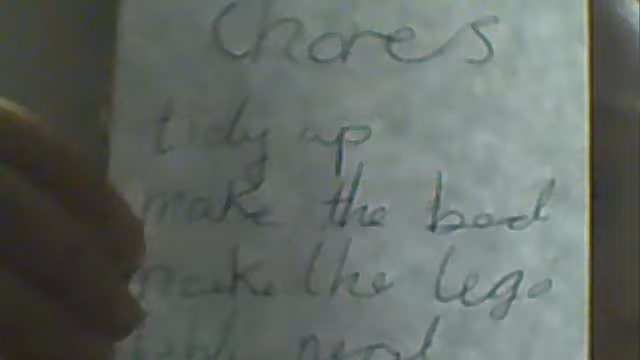 Chores
tidy up
make the bed
make the lego